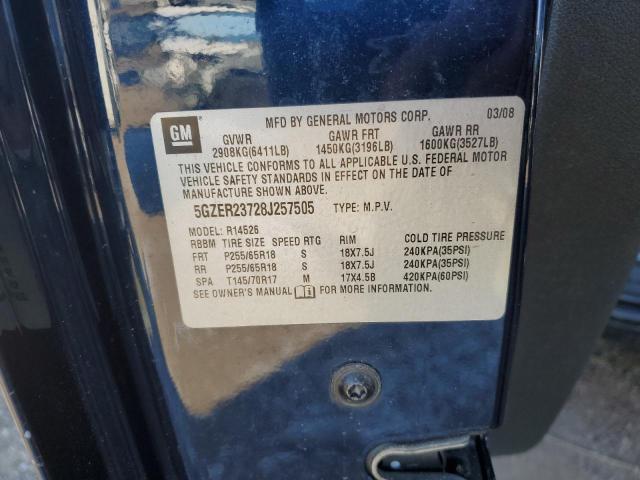 GM
MFD BY GENERAL MOTORS CORP. 03/08
GVWR GAWR FRT GAWR RR
2908KG(6411LB) 1450KG(3196LB) 1600KG(3527LB)
THIS VEHICLE CONFORMS TO ALL APPLICABLE U.S. FEDERAL MOTOR
VEHICLE SAFETY STANDARDS IN EFFECT ON THE DATE OF
MANUFACTURE SHOWN ABOVE.
5GZER23728J257505 TYPE: M.P.V.
MODEL: R14526
RBBM TIRE SIZE SPEED RTG RIM COLD TIRE PRESSURE
FRT P255/65R18 S 18X7.5J 240KPA(35PSI)
RR P255/65R18 S 18X7.5J 240KPA(35PSI)
SPA T145/70R17 M 17X4.5B 420KPA(60PSI)
SEE OWNER'S MANUAL FOR MORE INFORMATION.